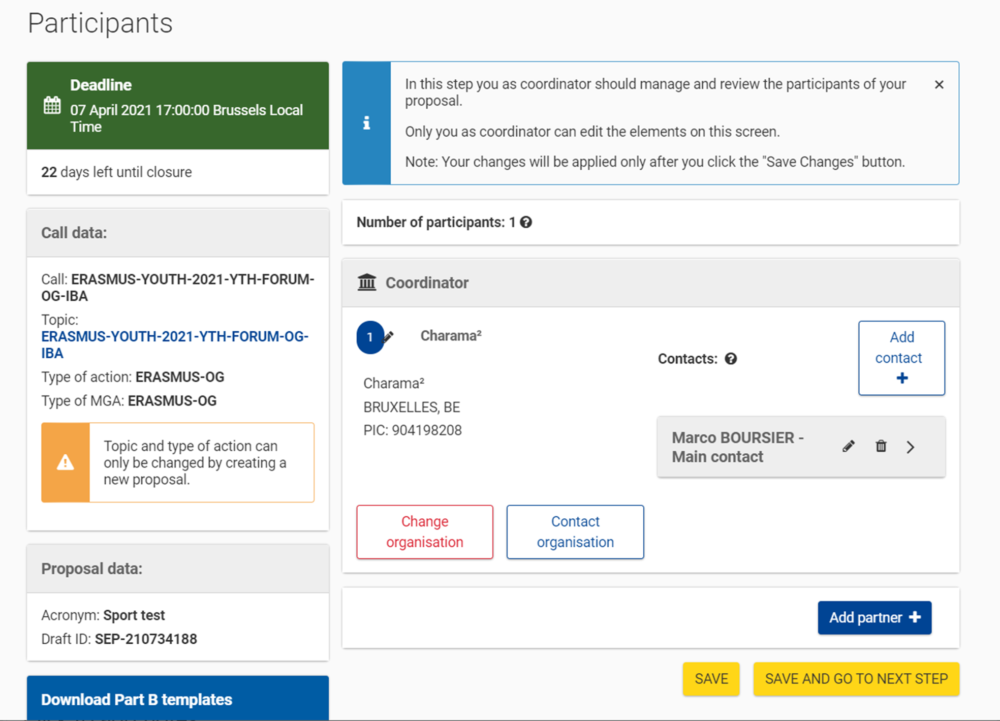 Participants
Deadline
07 April 2021 17:00:00 Brussels Local
Time
22 days left until closure
Call data:
Call: ERASMUS-YOUTH-2021-YTH-FORUM-
OG-IBA
Topic:
ERASMUS-YOUTH-2021-YTH-FORUM-OG-
IBA
Type of action: ERASMUS-OG
Type of MGA: ERASMUS-OG
Topic and type of action can
only be changed by creating a
new proposal.
Proposal data:
Acronym: Sport test
Draft ID: SEP-210734188
Download Part B templates
In this step you as coordinator should manage and review the participants of your
proposal.
Only you as coordinator can edit the elements on this screen.
Note: Your changes will be applied only after you click the "Save Changes" button.
Number of participants: 1
Coordinator
1
Charama²
Charama²
BRUXELLES, BE
PIC: 904198208
Contacts:
Add
contact
Marco BOURSIER -
Main contact
Change
organisation
Contact
organisation
Add partner
SAVE
SAVE AND GO TO NEXT STEP